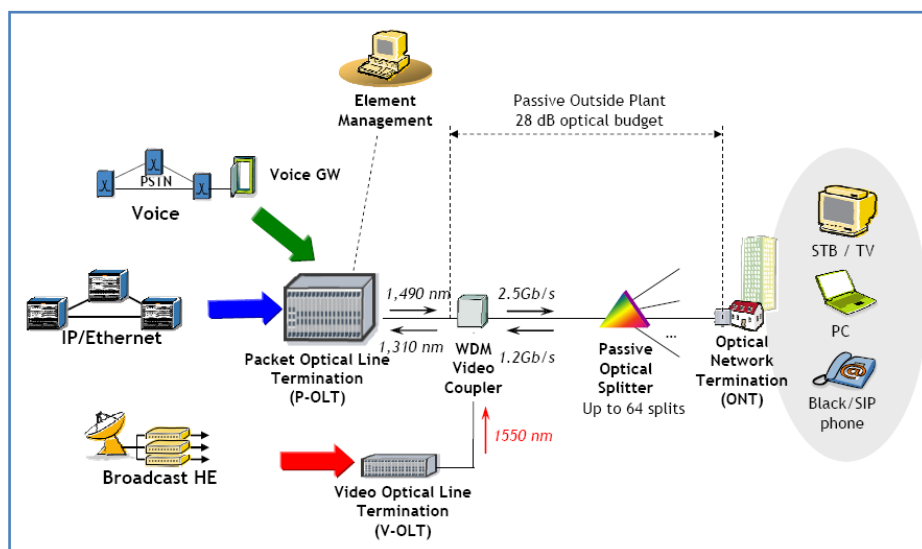 Element
Management
Passive Outside Plant
28 dB optical budget
PSTN
Voice GW
Voice
STB / TV
IP/Ethernet
1,490 nm
2.5Gb/s
1,310 nm
1.2Gb/s
...
PC
Packet Optical Line
Termination
(P-OLT)
WDM
Video
Coupler
Passive
Optical
Splitter
Up to 64 splits
Optical
Network
Termination
(ONT)
Black/SIP
phone
1550 nm
Broadcast HE
Video Optical Line
Termination
(V-OLT)